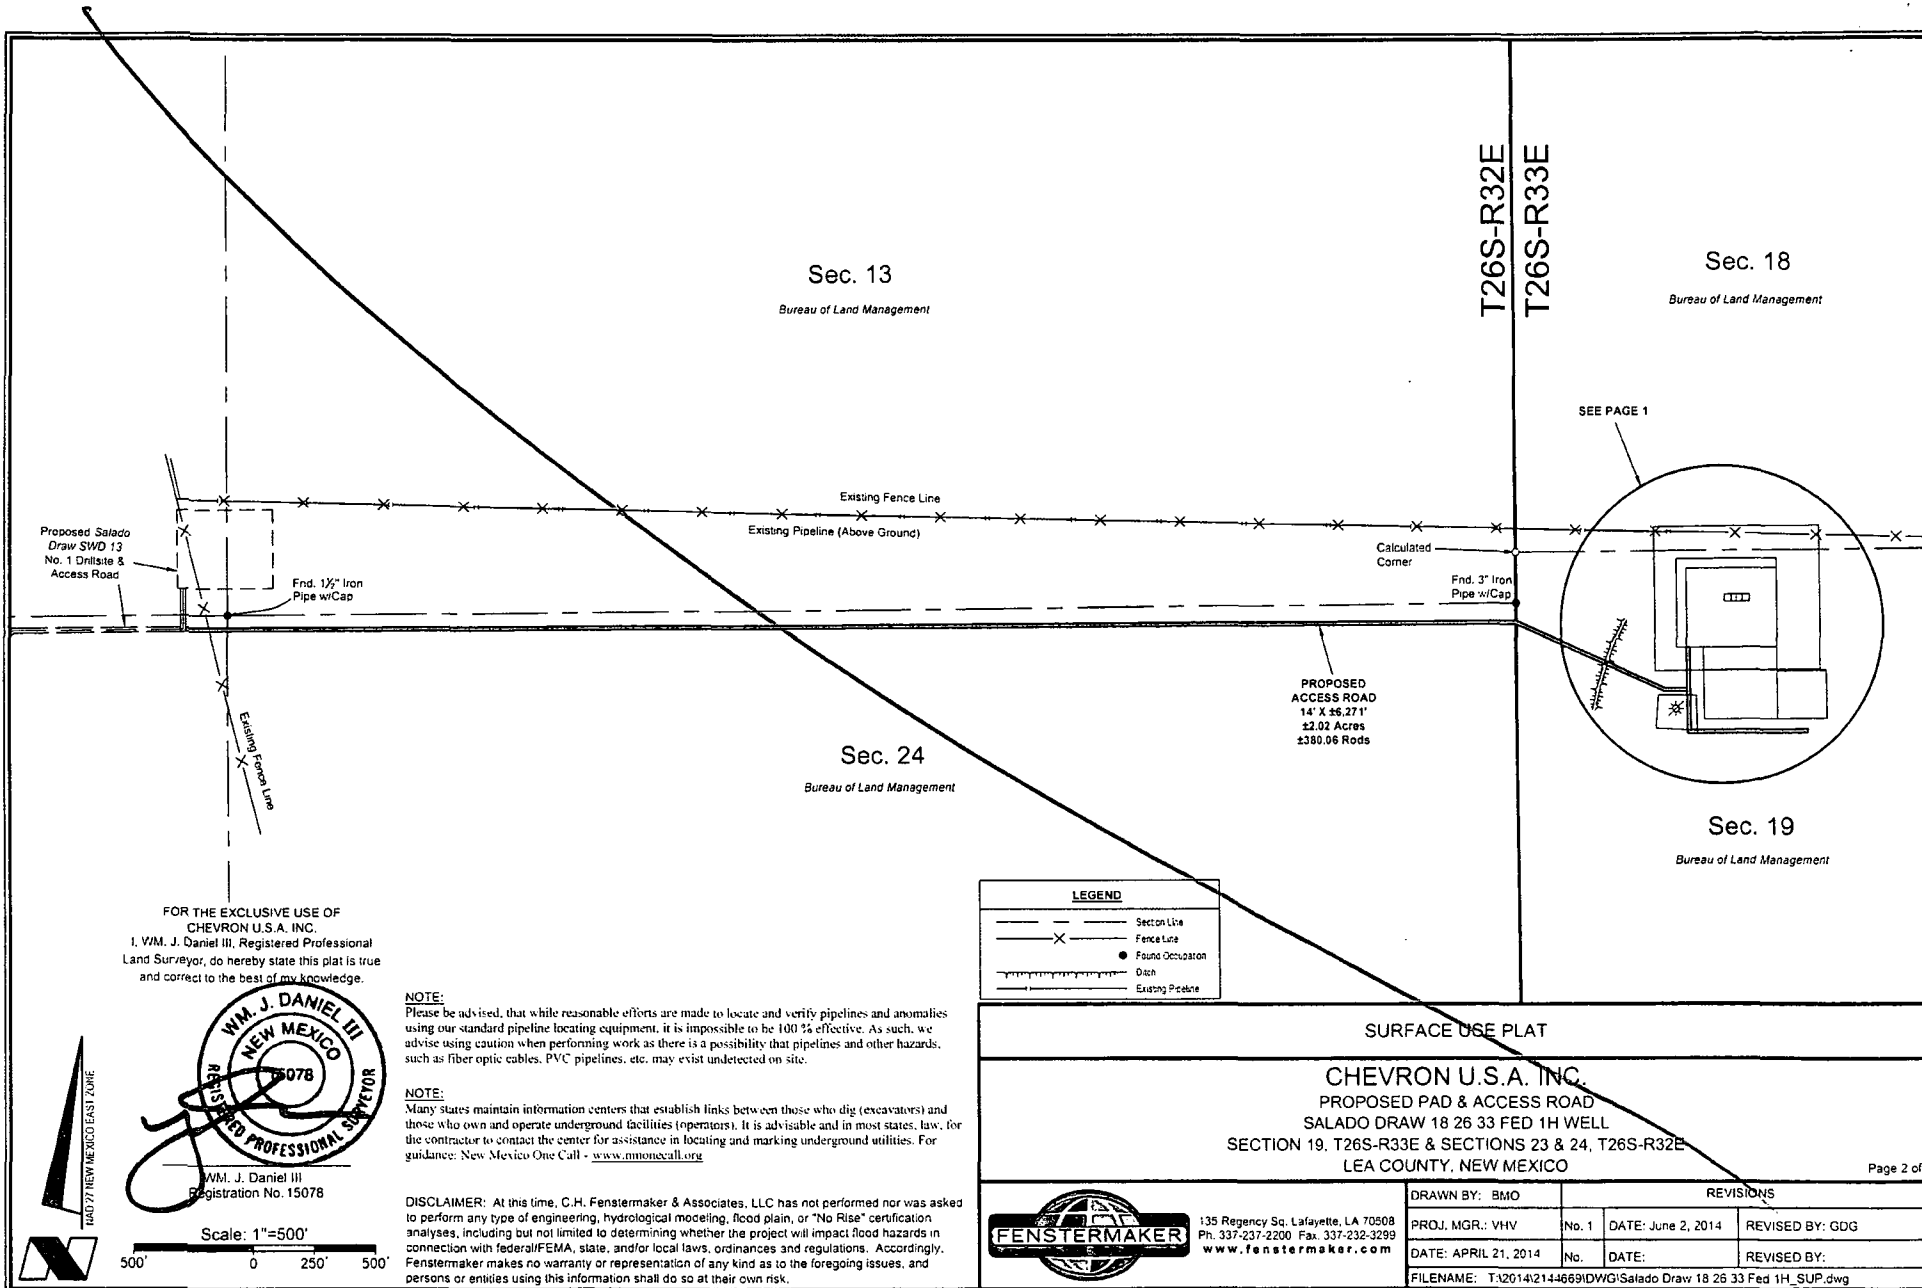 T26S-R32E
T26S-R33E
Sec. 13
Bureau of Land Management
Sec. 18
Bureau of Land Management
SEE PAGE 1
Existing Fence Line
Existing Pipeline (Above Ground)
Proposed Salado
Draw SWD 13
No. 1 Drillsite &
Access Road
Fnd. 1½" Iron
Pipe w/Cap
Calculated
Corner
Fnd. 3" Iron
Pipe w/Cap
PROPOSED
ACCESS ROAD
14' X ±6,271'
±2.02 Acres
±380.06 Rods
Existing Fence Line
Sec. 24
Bureau of Land Management
Sec. 19
Bureau of Land Management
LEGEND
Section Line
Fence Line
Found Occupation
Ditch
Existing Pipeline
FOR THE EXCLUSIVE USE OF
CHEVRON U.S.A. INC.
I, WM. J. Daniel III, Registered Professional
Land Surveyor, do hereby state this plat is true
and correct to the best of my knowledge.
WM. J. DANIEL III
NEW MEXICO
15078
REGISTERED PROFESSIONAL SURVEYOR
WM. J. Daniel III
Registration No. 15078
Scale: 1"=500'
500' 0 250' 500'
NAD 27 NEW MEXICO EAST ZONE
NOTE:
Please be advised, that while reasonable efforts are made to locate and verify pipelines and anomalies
using our standard pipeline locating equipment, it is impossible to be 100 % effective. As such, we
advise using caution when performing work as there is a possibility that pipelines and other hazards,
such as fiber optic cables, PVC pipelines, etc. may exist undetected on site.
NOTE:
Many states maintain information centers that establish links between those who dig (excavators) and
those who own and operate underground facilities (operators). It is advisable and in most states, law, for
the contractor to contact the center for assistance in locating and marking underground utilities. For
guidance: New Mexico One Call - www.nmonecall.org
DISCLAIMER: At this time, C.H. Fenstermaker & Associates, LLC has not performed nor was asked
to perform any type of engineering, hydrological modeling, flood plain, or "No Rise" certification
analyses, including but not limited to determining whether the project will impact flood hazards in
connection with federal/FEMA, state, and/or local laws, ordinances and regulations. Accordingly,
Fenstermaker makes no warranty or representation of any kind as to the foregoing issues, and
persons or entities using this information shall do so at their own risk.
SURFACE USE PLAT
CHEVRON U.S.A. INC.
PROPOSED PAD & ACCESS ROAD
SALADO DRAW 18 26 33 FED 1H WELL
SECTION 19, T26S-R33E & SECTIONS 23 & 24, T26S-R32E
LEA COUNTY, NEW MEXICO
Page 2 of
FENSTERMAKER
135 Regency Sq. Lafayette, LA 70508
Ph. 337-237-2200 Fax. 337-232-3299
www.fenstermaker.com
DRAWN BY: BMO
REVISIONS
PROJ. MGR.: VHV
No. 1
DATE: June 2, 2014
REVISED BY: GDG
DATE: APRIL 21, 2014
No.
DATE:
REVISED BY:
FILENAME: T:\2014\2144669\DWG\Salado Draw 18 26 33 Fed 1H_SUP.dwg